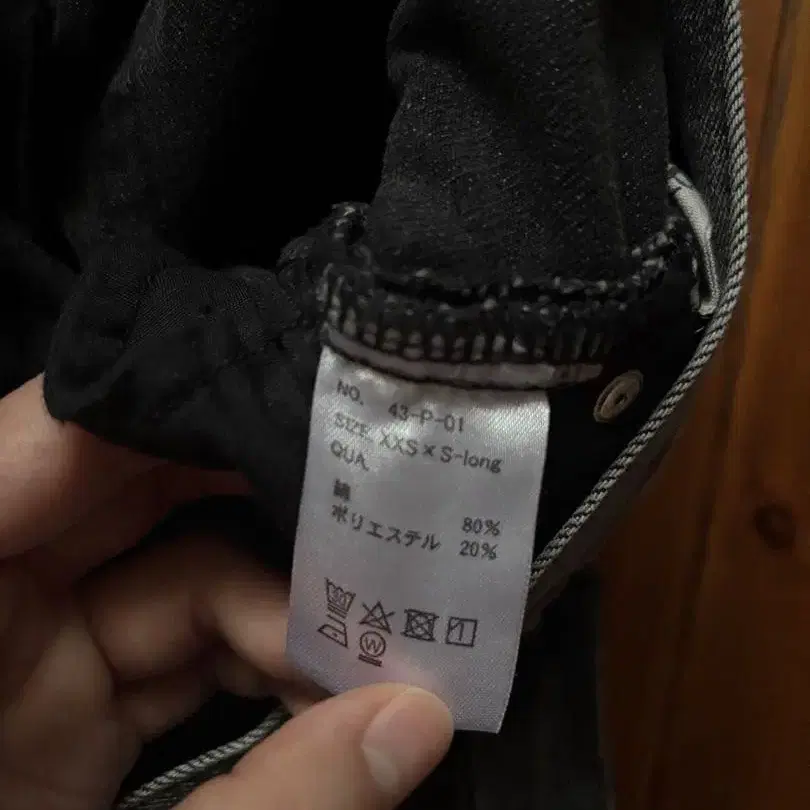 NO. 43-P-01
SIZE XXS×S-long
QUA.
綿 80%
ポリエステル 20%
W